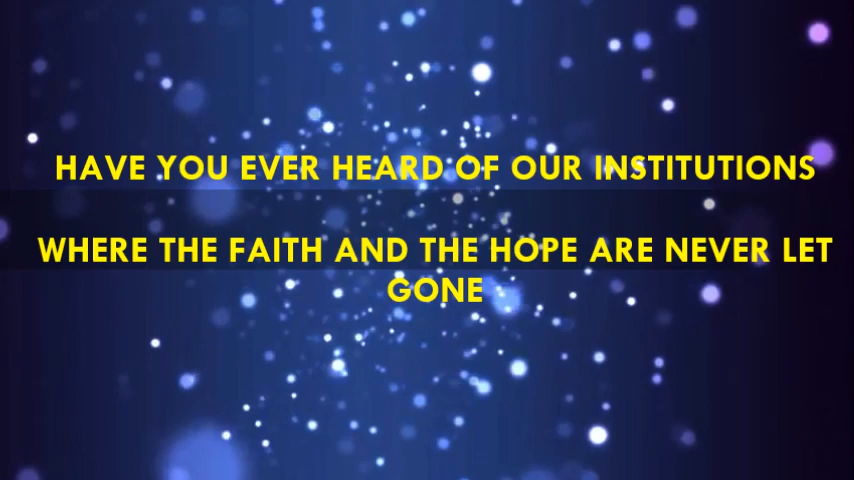 HAVE YOU EVER HEARD OF OUR INSTITUTIONS
WHERE THE FAITH AND THE HOPE ARE NEVER LET
GONE